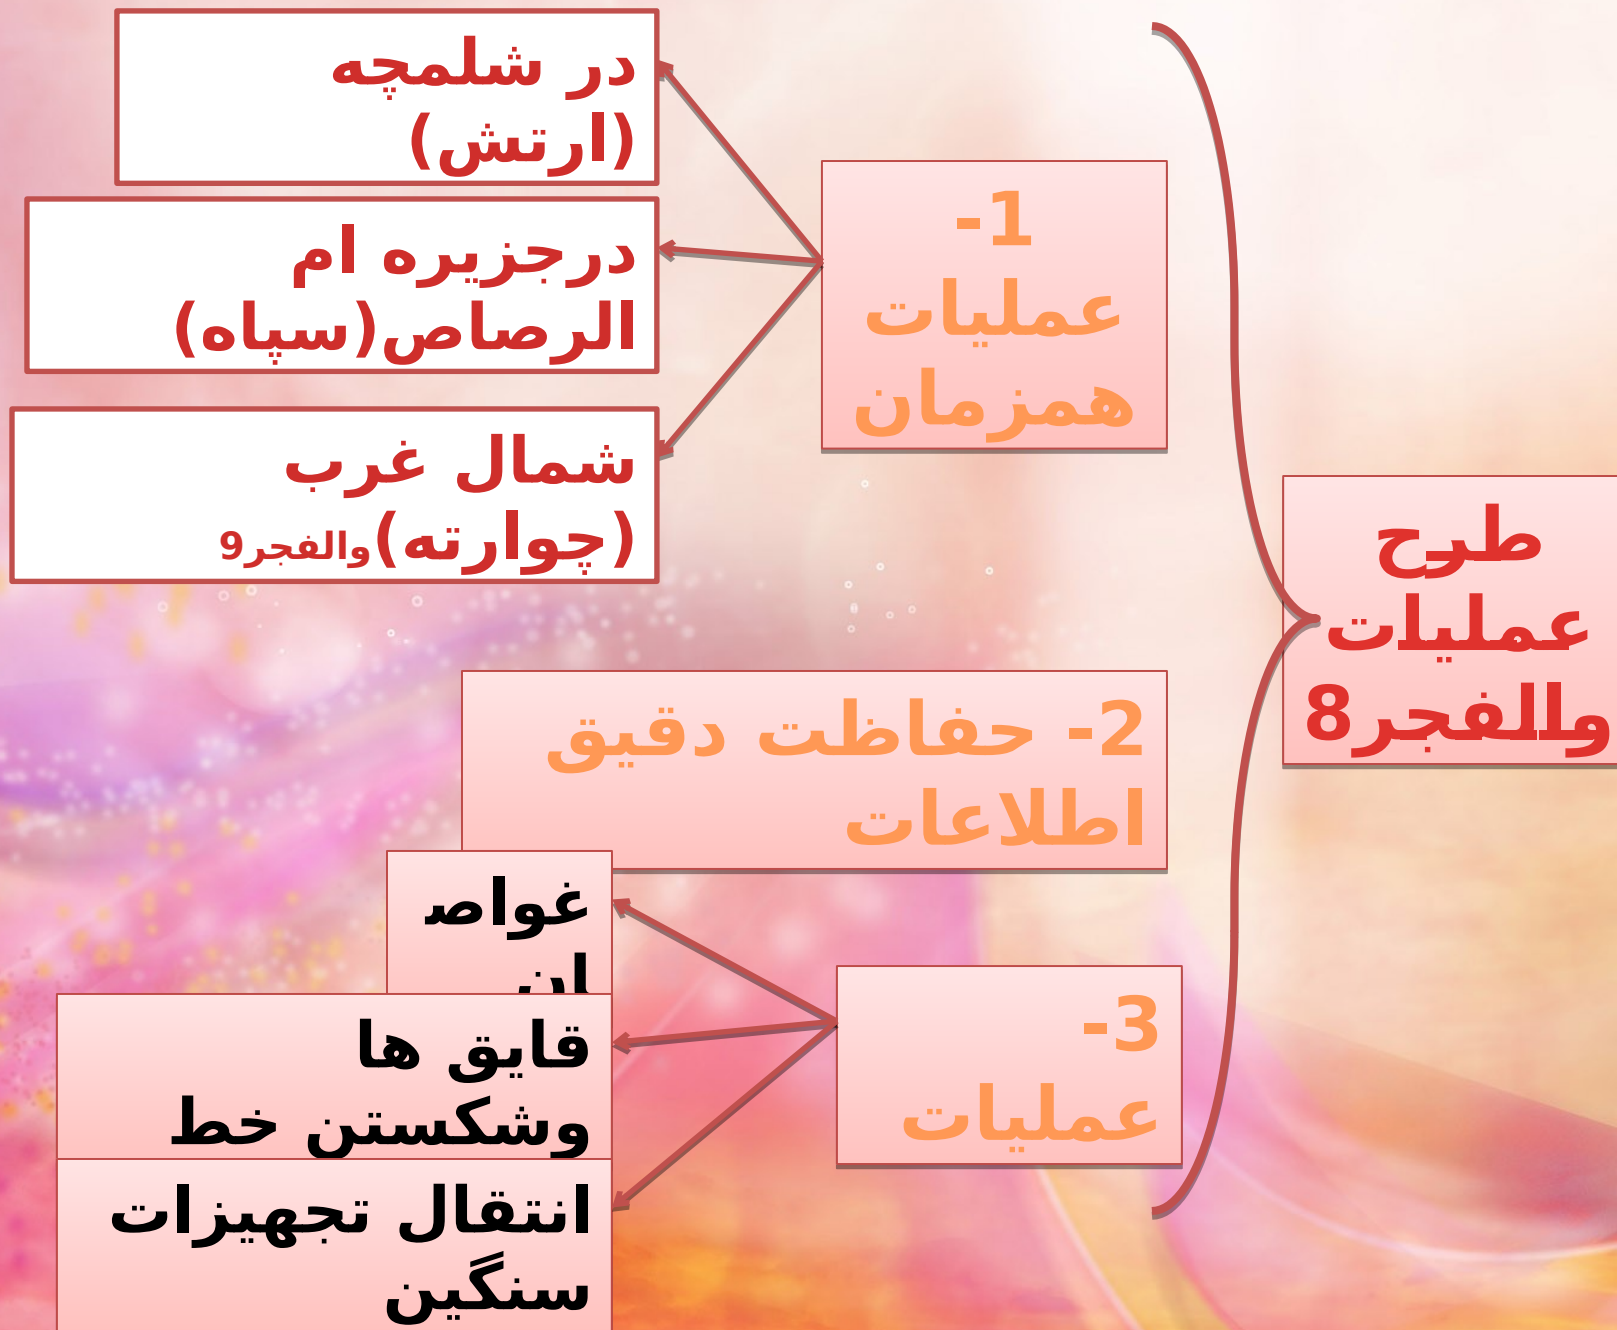 طرح
عملیات
والفجر8
1-
عملیات
همزمان
در شلمچه
(ارتش)
درجزیره ام
الرصاص(سپاه)
شمال غرب
(چوارته)والفجر9
2- حفاظت دقیق
اطلاعات
3-
عملیات
غواص
ان
قایق ها
وشکستن خط
انتقال تجهیزات
سنگین